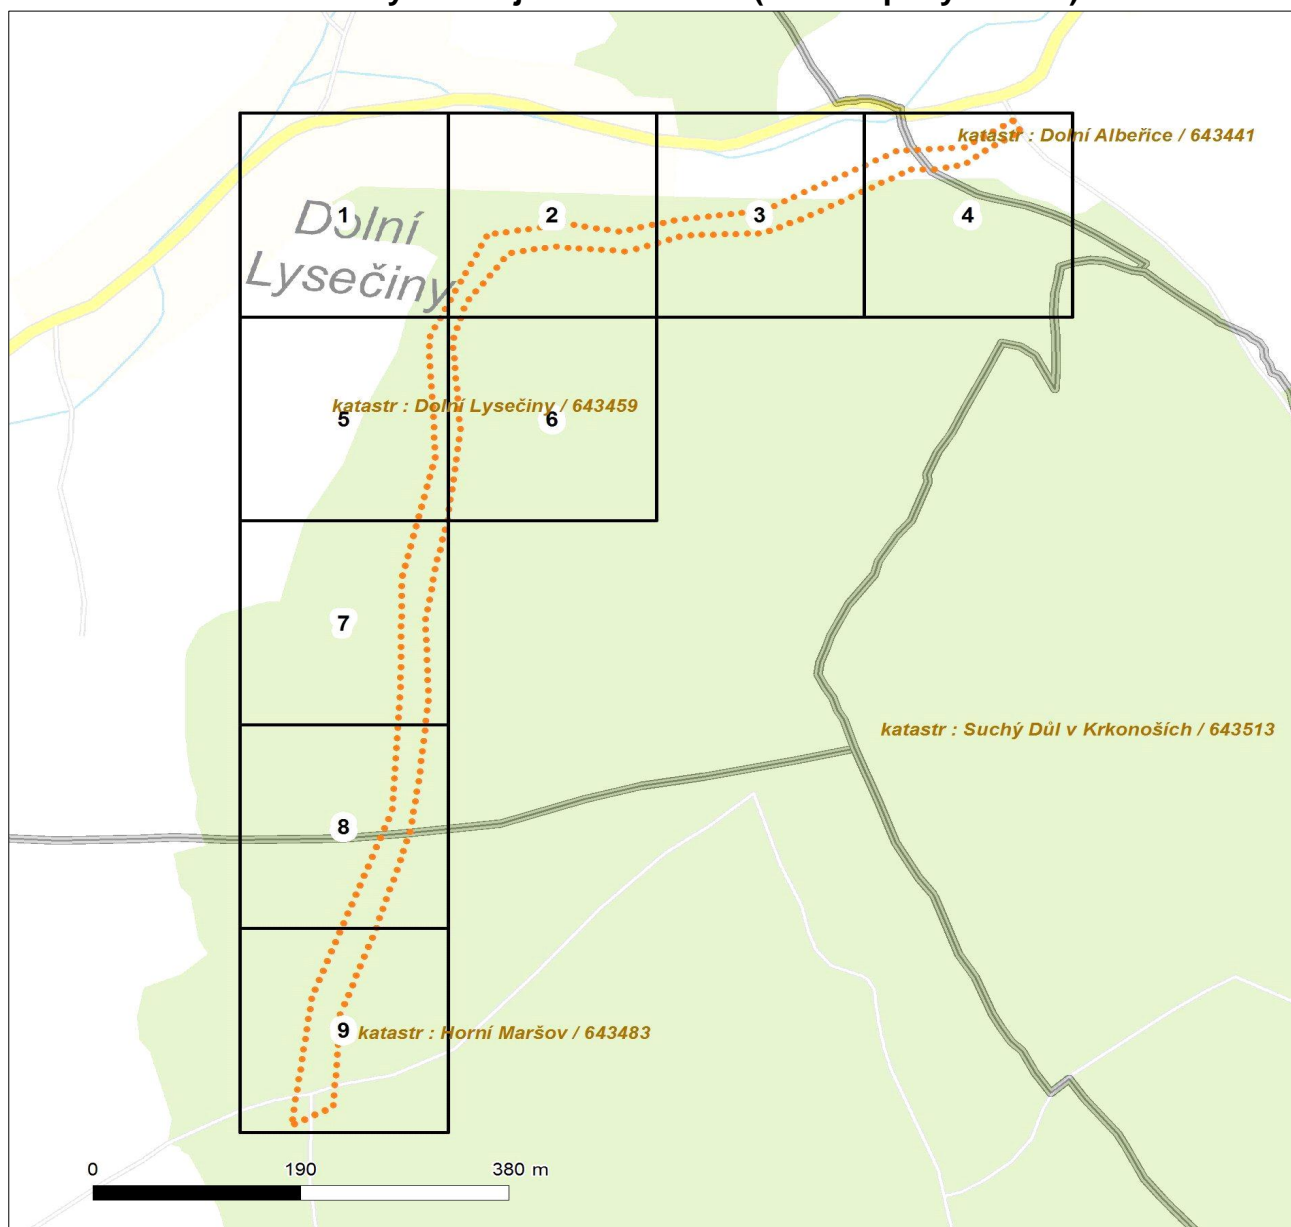 katastr : Dolní Albeřice / 643441
1
2
3
4
Dolní
Lysečiny
katastr : Dolní Lysečiny / 643459
5
6
7
katastr : Suchý Důl v Krkonoších / 643513
8
9
katastr : Horní Maršov / 643483
0 190 380 m